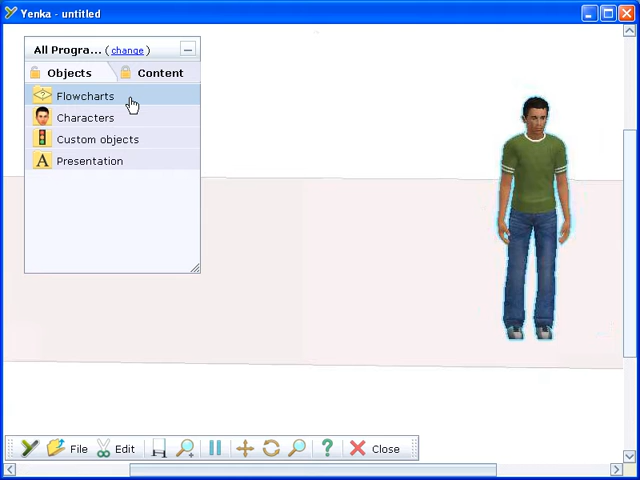 Yenka - untitled
All Progra... ( change )
Objects
Content
Flowcharts
Characters
Custom objects
A Presentation
File
Edit
?
Close